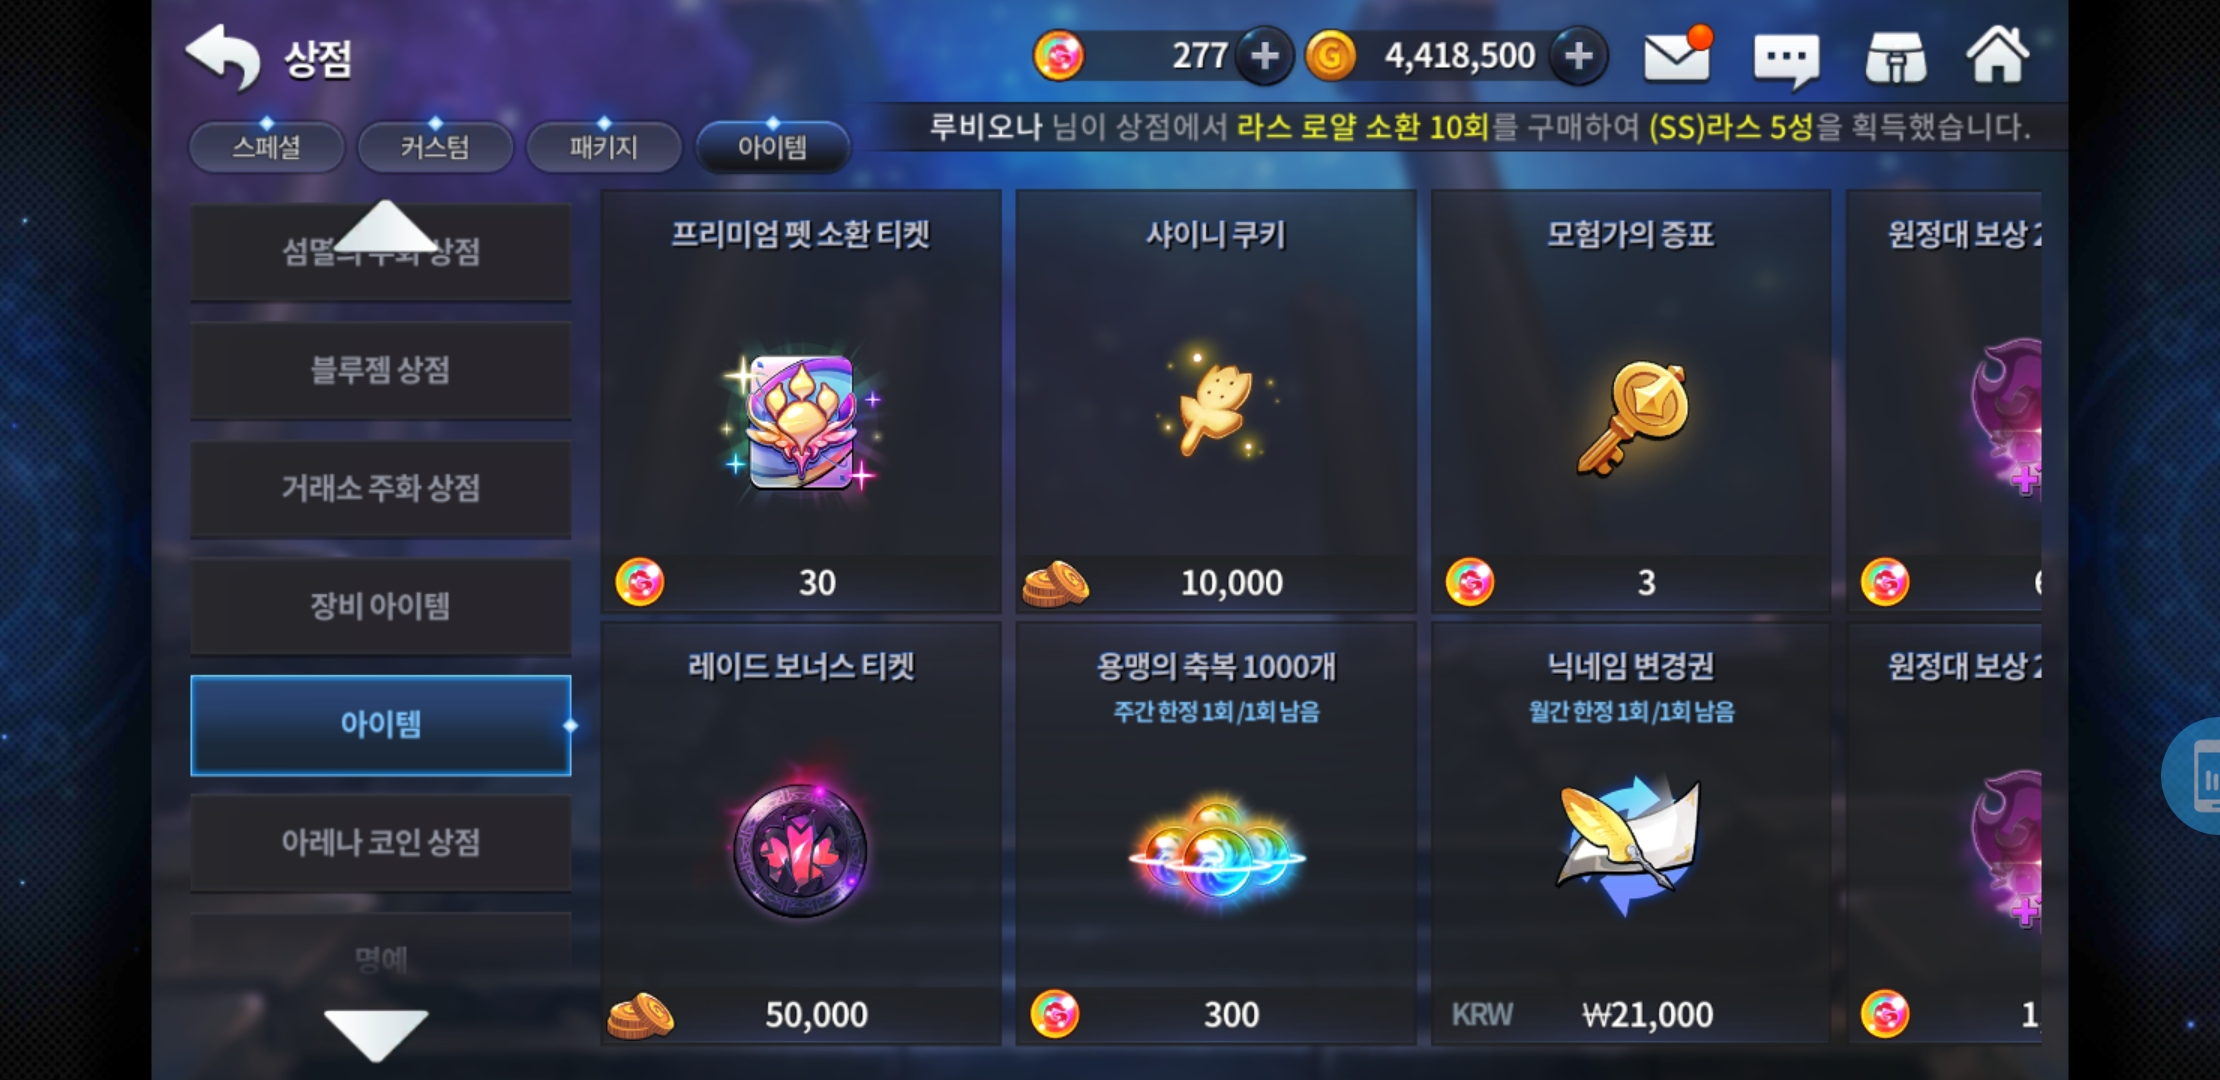 상점
277
4,418,500
루비오나 님이 상점에서 라스 로얄 소환 10회를 구매하여 (SS)라스 5성을 획득했습니다.
스페셜
커스텀
패키지
아이템
섬멸의 주화 상점
블루젬 상점
거래소 주화 상점
장비 아이템
아이템
아레나 코인 상점
명예
프리미엄 펫 소환 티켓
30
샤이니 쿠키
10,000
모험가의 증표
3
원정대 보상 2
레이드 보너스 티켓
50,000
용맹의 축복 1000개
주간 한정 1회 /1회 남음
300
닉네임 변경권
월간 한정 1회 /1회 남음
KRW ₩21,000
원정대 보상 2
1